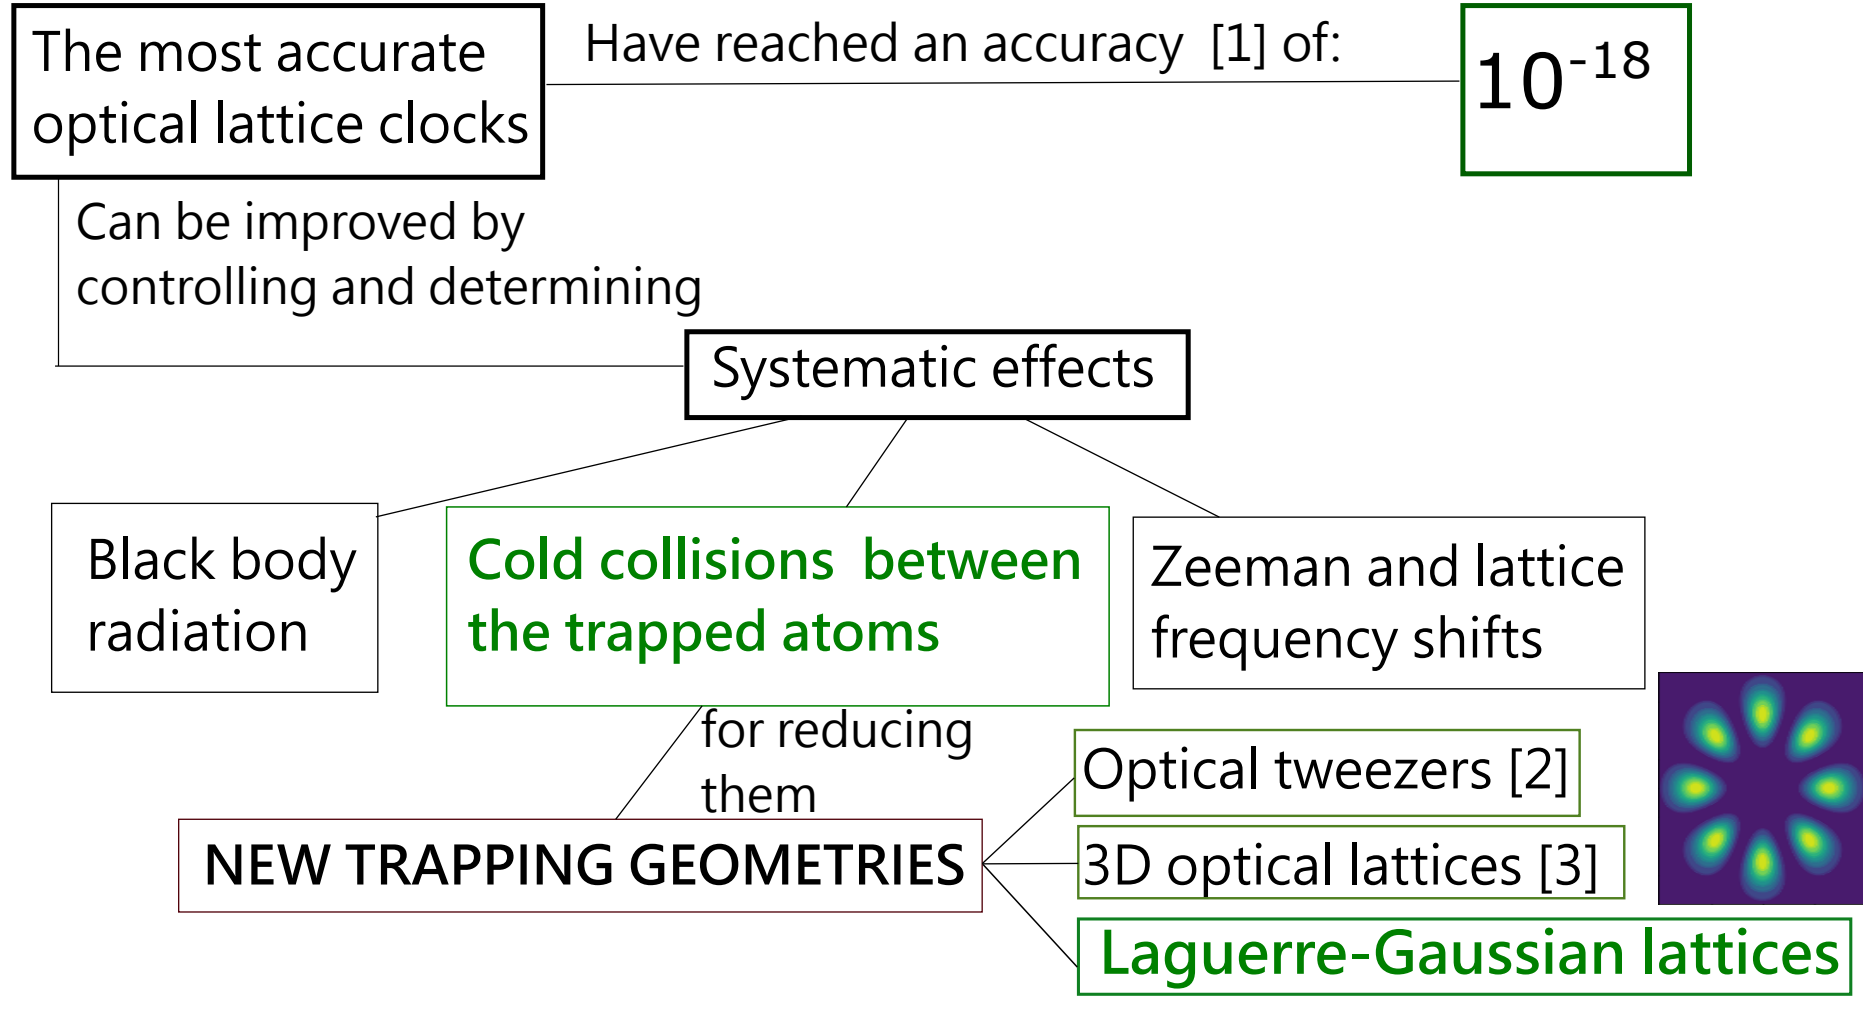 The most accurate
optical lattice clocks
Have reached an accuracy [1] of:
10⁻¹⁸
Can be improved by
controlling and determining
Systematic effects
Black body
radiation
Cold collisions between
the trapped atoms
Zeeman and lattice
frequency shifts
for reducing
them
NEW TRAPPING GEOMETRIES
Optical tweezers [2]
3D optical lattices [3]
Laguerre-Gaussian lattices